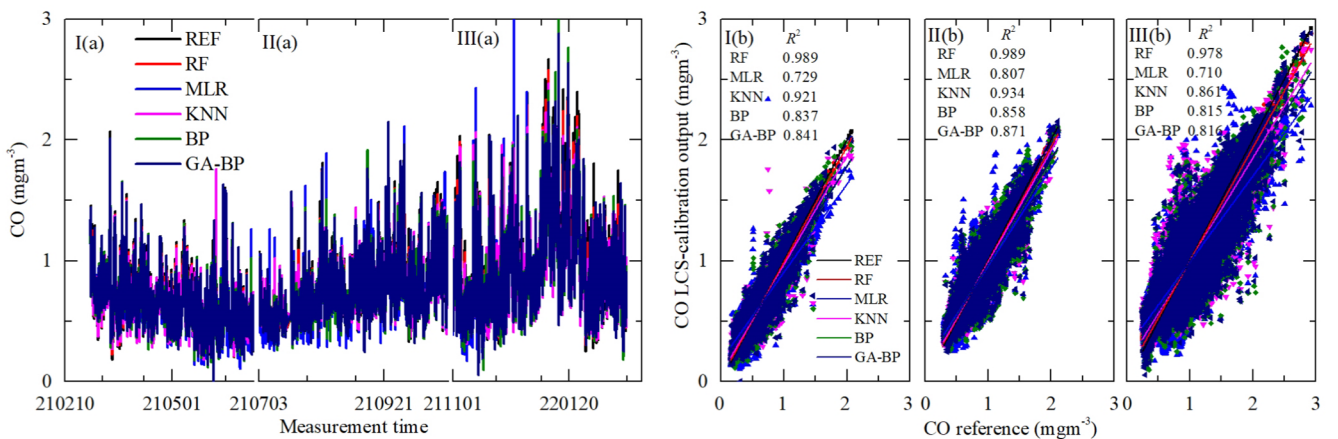 I(a)
II(a)
III(a)
REF
RF
MLR
KNN
BP
GA-BP
CO (mgm-3)
3
2
1
0
210210 210501 210703 210921 211101 220120
Measurement time
I(b)
R2
RF 0.989
MLR 0.729
KNN 0.921
BP 0.837
GA-BP 0.841
REF
RF
MLR
KNN
BP
GA-BP
II(b)
R2
RF 0.989
MLR 0.807
KNN 0.934
BP 0.858
GA-BP 0.871
III(b)
R2
RF 0.978
MLR 0.710
KNN 0.861
BP 0.815
GA-BP 0.816
CO LCS-calibration output (mgm-3)
3
2
1
0
0 1 2 3 0 1 2 3 0 1 2 3
CO reference (mgm-3)